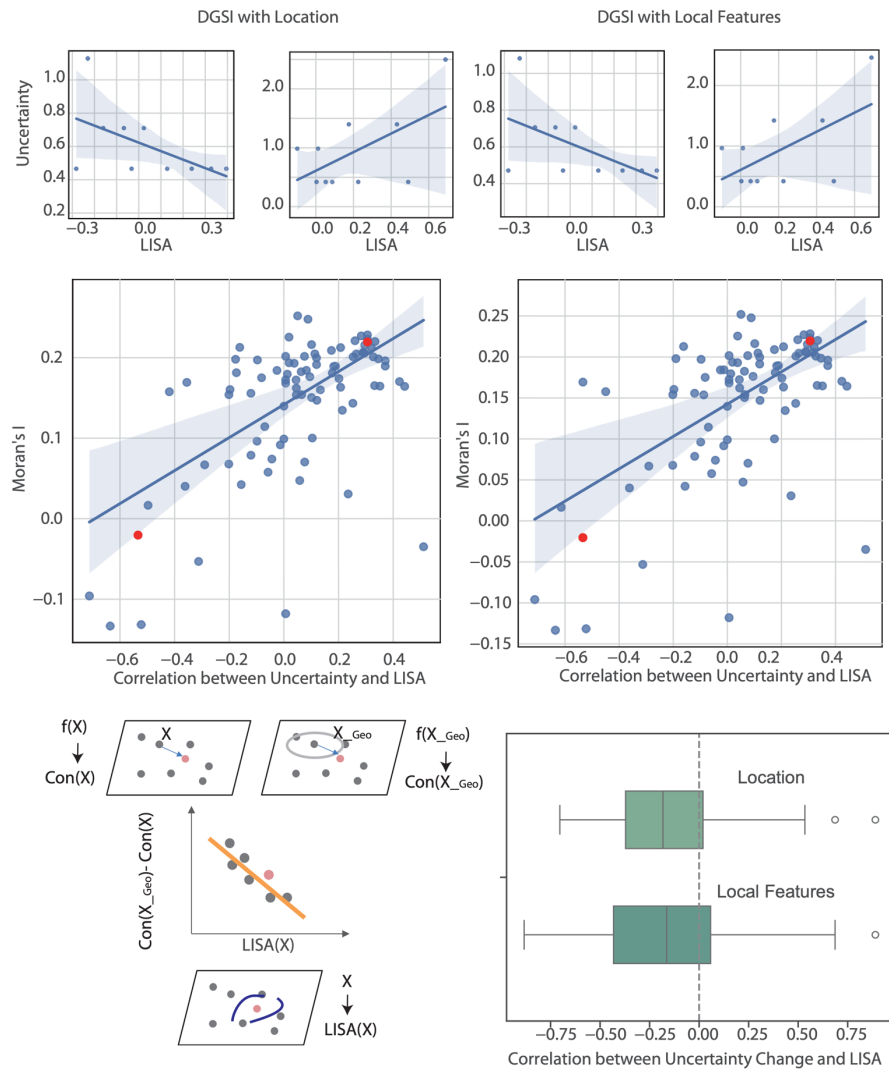 DGSI with Location
DGSI with Local Features
Uncertainty
1.0
0.8
0.6
0.4
0.2
−0.3
0.0
0.3
LISA
2.0
1.0
0.0
0.0
0.2
0.4
0.6
LISA
1.0
0.8
0.6
0.4
−0.3
0.0
0.3
LISA
2.0
1.0
0.0
0.0
0.2
0.4
0.6
LISA
Moran's I
0.2
0.1
0.0
−0.1
−0.6
−0.4
−0.2
0.0
0.2
0.4
Correlation between Uncertainty and LISA
Moran's I
0.25
0.20
0.15
0.10
0.05
0.00
−0.05
−0.10
−0.15
−0.6
−0.4
−0.2
0.0
0.2
0.4
Correlation between Uncertainty and LISA
f(X)
Con(X)
X
X_Geo
f(X_Geo)
Con(X_Geo)
Con(X_Geo)- Con(X)
LISA(X)
X
LISA(X)
Location
Local Features
−0.75
−0.50
−0.25
0.00
0.25
0.50
0.75
Correlation between Uncertainty Change and LISA